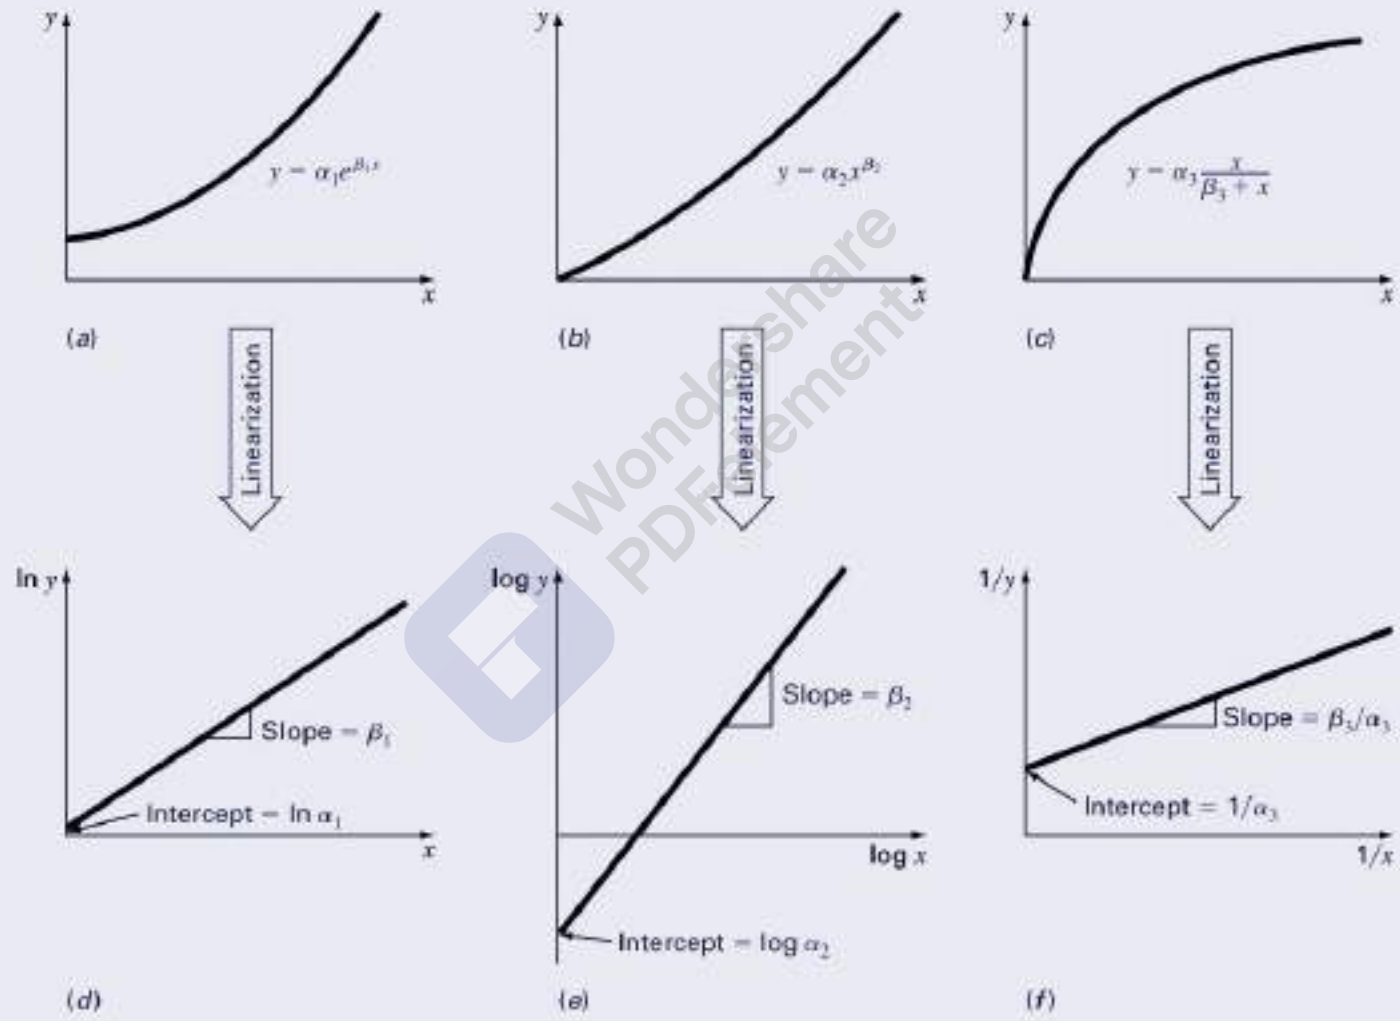 y
y = α₁e^{β₁x}
x
(a)
y
y = α₂x^{β₂}
x
(b)
y
y = α₃ x/(β₃ + x)
x
(c)
Linearization
Linearization
Linearization
Wondershare
PDFelement
ln y
Slope = β₁
Intercept = ln α₁
x
(d)
log y
Slope = β₂
log x
Intercept = log α₂
(e)
1/y
Slope = β₃/α₃
Intercept = 1/α₃
1/x
(f)